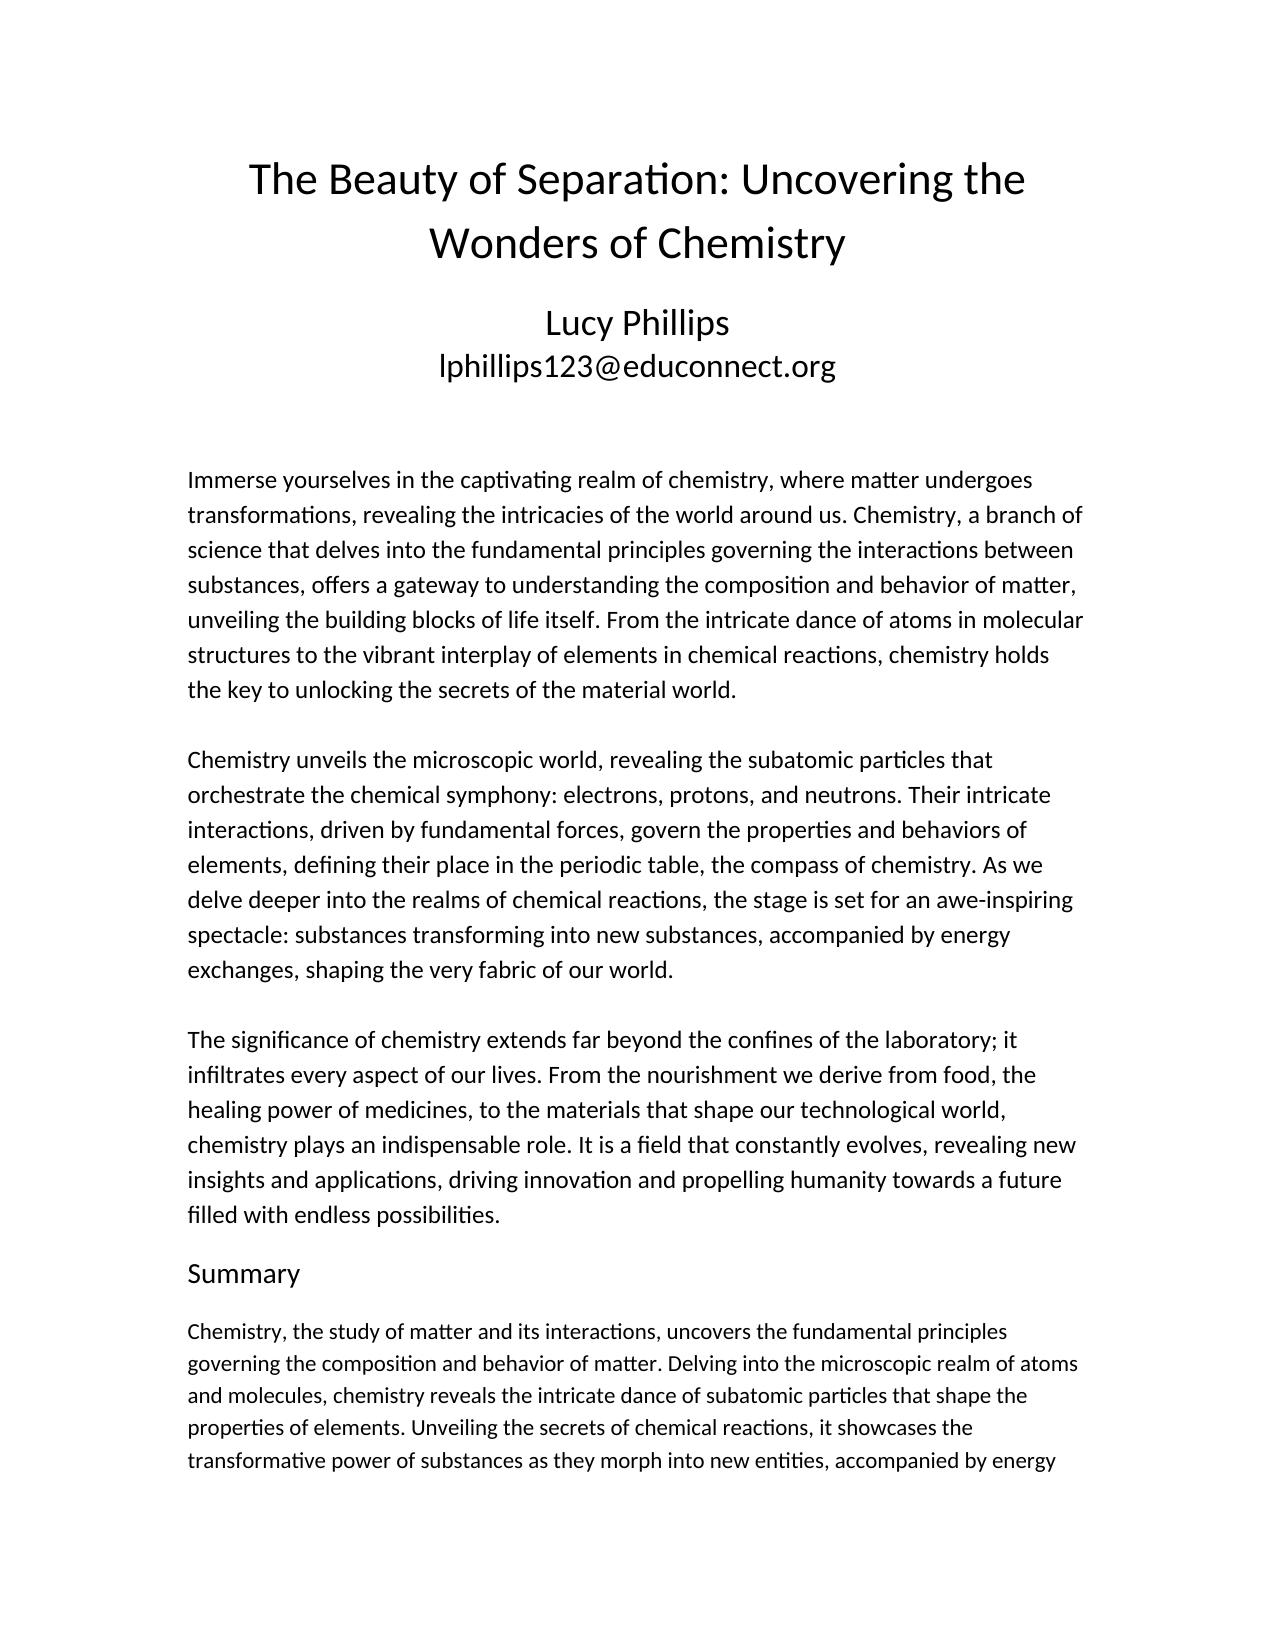 The Beauty of Separation: Uncovering the
Wonders of Chemistry
Lucy Phillips
lphillips123@educonnect.org
Immerse yourselves in the captivating realm of chemistry, where matter undergoes
transformations, revealing the intricacies of the world around us. Chemistry, a branch of
science that delves into the fundamental principles governing the interactions between
substances, offers a gateway to understanding the composition and behavior of matter,
unveiling the building blocks of life itself. From the intricate dance of atoms in molecular
structures to the vibrant interplay of elements in chemical reactions, chemistry holds
the key to unlocking the secrets of the material world.
Chemistry unveils the microscopic world, revealing the subatomic particles that
orchestrate the chemical symphony: electrons, protons, and neutrons. Their intricate
interactions, driven by fundamental forces, govern the properties and behaviors of
elements, defining their place in the periodic table, the compass of chemistry. As we
delve deeper into the realms of chemical reactions, the stage is set for an awe-inspiring
spectacle: substances transforming into new substances, accompanied by energy
exchanges, shaping the very fabric of our world.
The significance of chemistry extends far beyond the confines of the laboratory; it
infiltrates every aspect of our lives. From the nourishment we derive from food, the
healing power of medicines, to the materials that shape our technological world,
chemistry plays an indispensable role. It is a field that constantly evolves, revealing new
insights and applications, driving innovation and propelling humanity towards a future
filled with endless possibilities.
Summary
Chemistry, the study of matter and its interactions, uncovers the fundamental principles
governing the composition and behavior of matter. Delving into the microscopic realm of atoms
and molecules, chemistry reveals the intricate dance of subatomic particles that shape the
properties of elements. Unveiling the secrets of chemical reactions, it showcases the
transformative power of substances as they morph into new entities, accompanied by energy